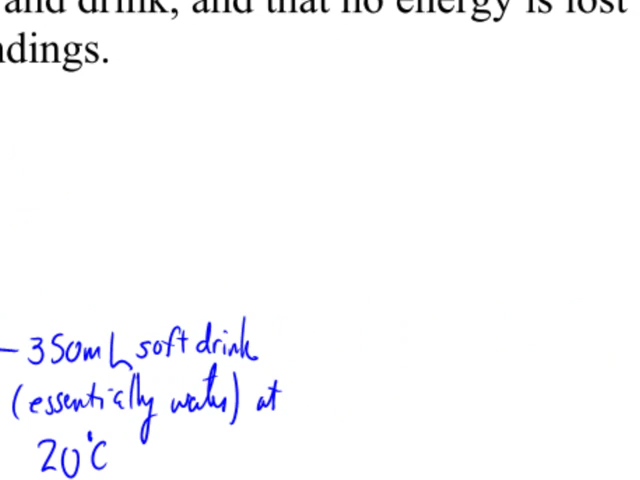 and drink, and that no energy is lost
ndings.
– 350mL soft drink
(essentially water) at
20°C